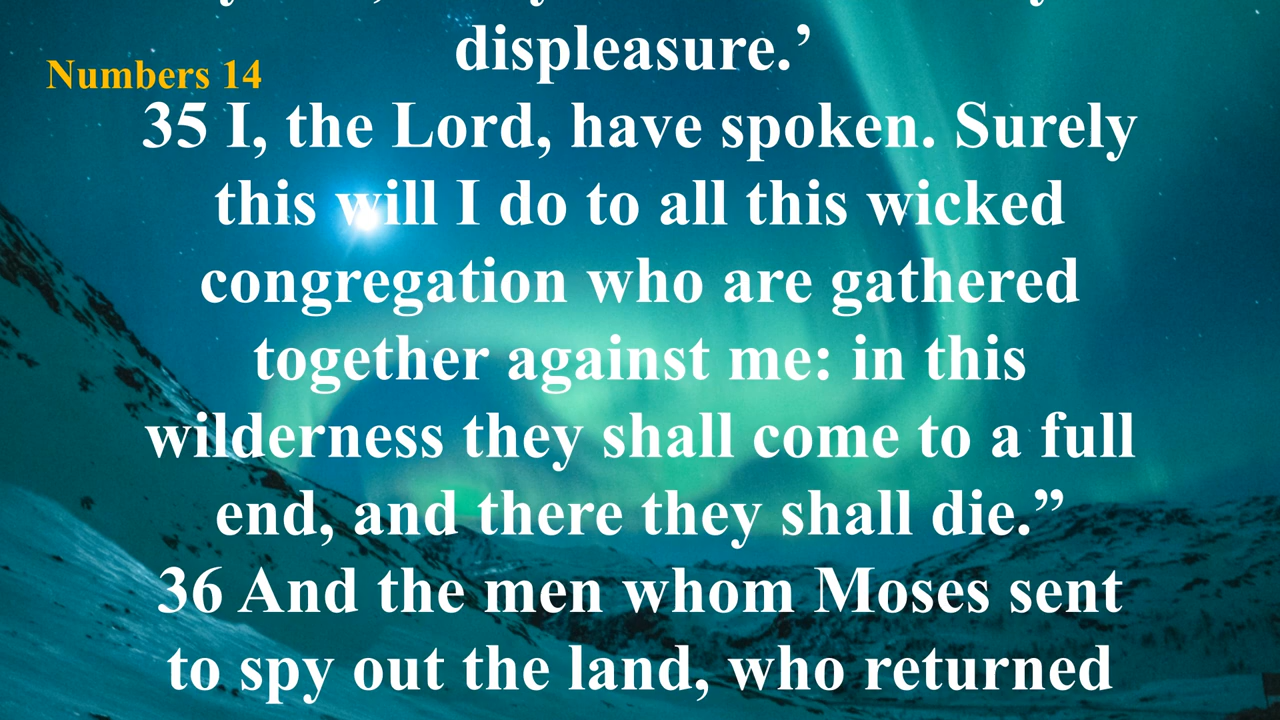 displeasure.’
Numbers 14
35 I, the Lord, have spoken. Surely
this will I do to all this wicked
congregation who are gathered
together against me: in this
wilderness they shall come to a full
end, and there they shall die.”
36 And the men whom Moses sent
to spy out the land, who returned